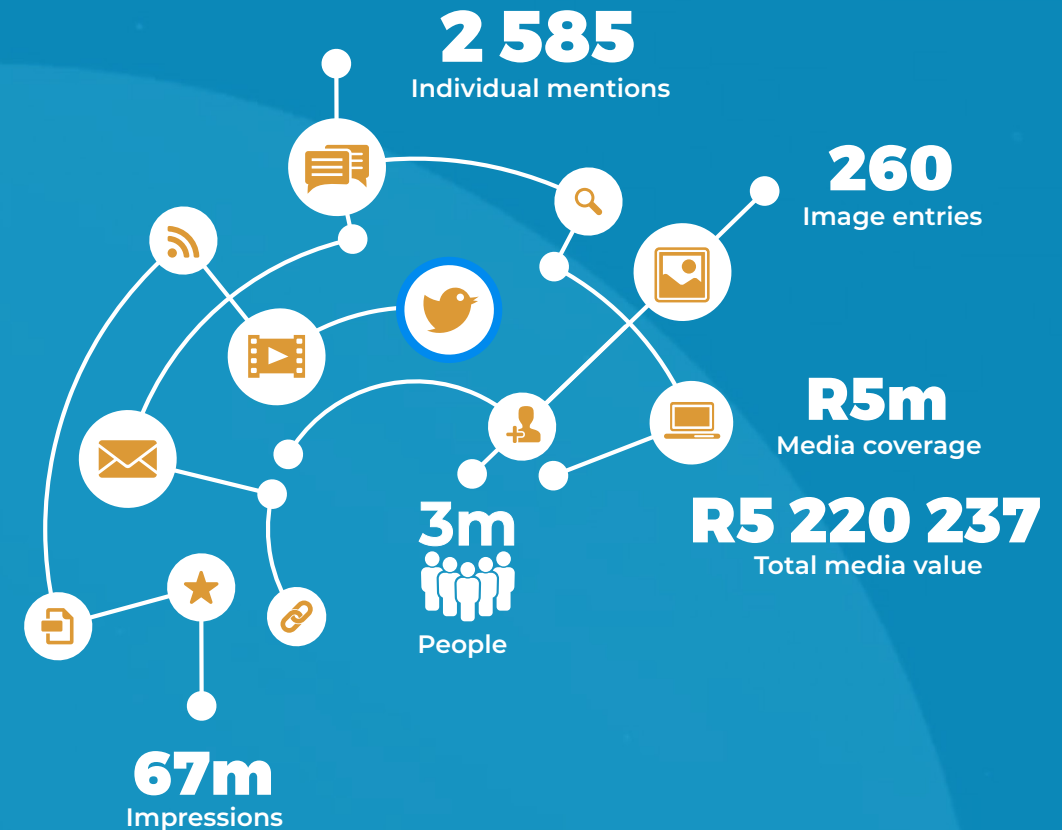 2 585
Individual mentions
260
Image entries
R5m
Media coverage
R5 220 237
Total media value
3m
People
67m
Impressions